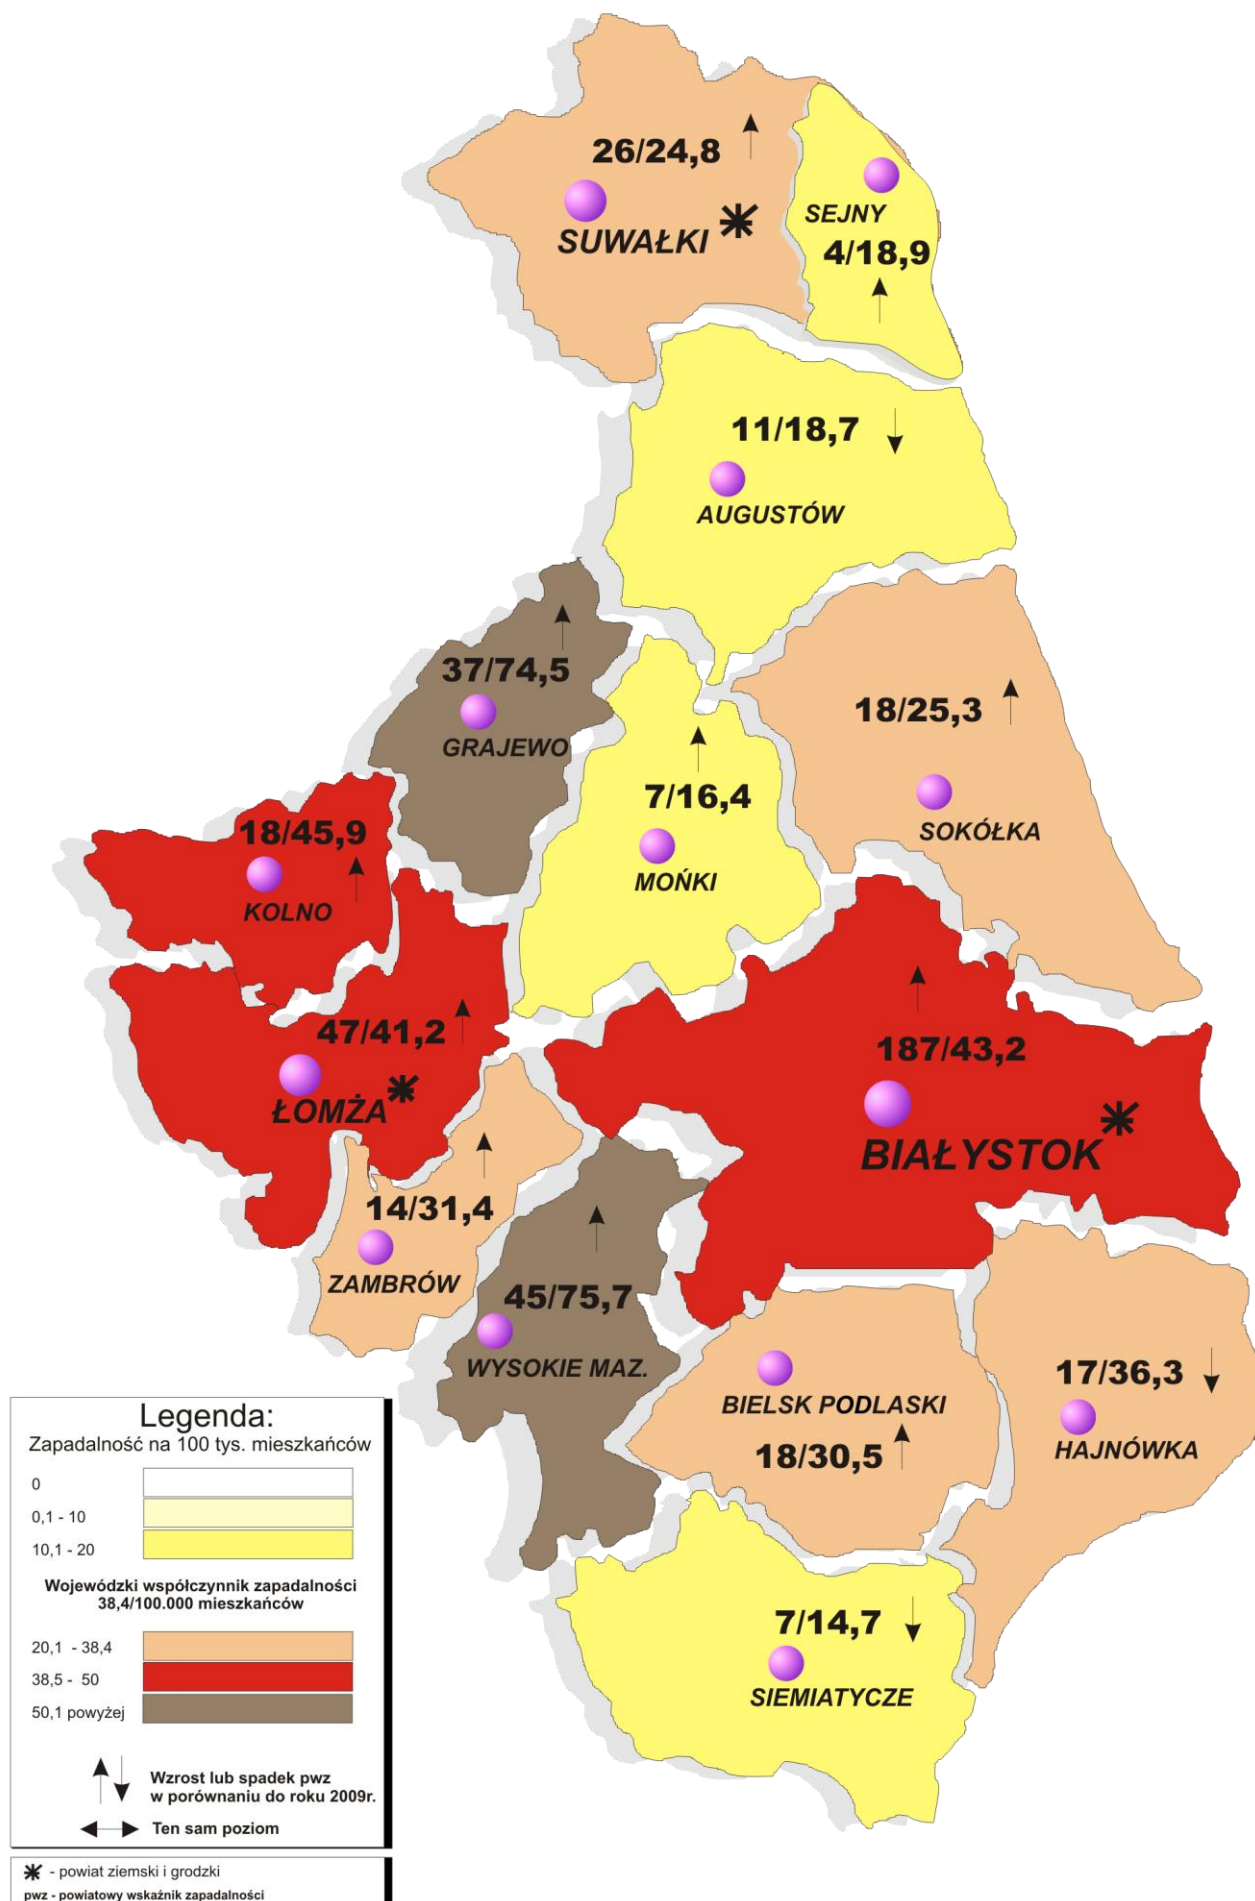 26/24,8
SUWAŁKI
SEJNY
4/18,9
11/18,7
AUGUSTÓW
37/74,5
GRAJEWO
18/25,3
SOKÓŁKA
7/16,4
MOŃKI
18/45,9
KOLNO
47/41,2
ŁOMŻA
187/43,2
BIAŁYSTOK
14/31,4
ZAMBRÓW
45/75,7
WYSOKIE MAZ.
BIELSK PODLASKI
18/30,5
17/36,3
HAJNÓWKA
7/14,7
SIEMIATYCZE
Legenda:
Zapadalność na 100 tys. mieszkańców
0
0,1 - 10
10,1 - 20
Wojewódzki współczynnik zapadalności
38,4/100.000 mieszkańców
20,1 - 38,4
38,5 - 50
50,1 powyżej
Wzrost lub spadek pwz
w porównaniu do roku 2009r.
Ten sam poziom
- powiat ziemski i grodzki
pwz - powiatowy wskaźnik zapadalności